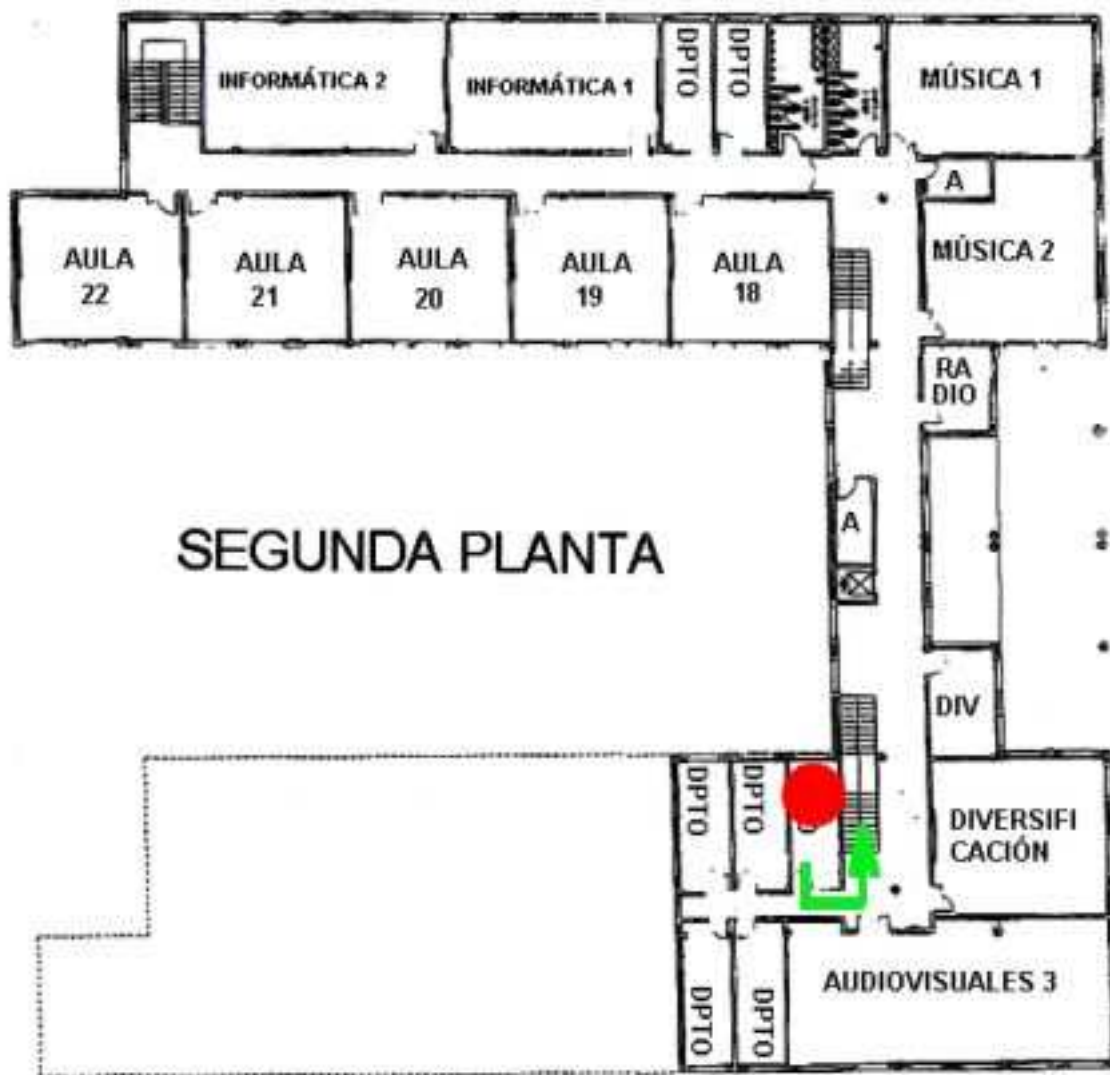 INFORMÁTICA 2
INFORMÁTICA 1
DPTO
DPTO
MÚSICA 1
A
MÚSICA 2
AULA
22
AULA
21
AULA
20
AULA
19
AULA
18
RA
DIO
A
SEGUNDA PLANTA
DIV
DPTO
DPTO
DIVERSIFI
CACIÓN
AUDIOVISUALES 3
DPTO
DPTO